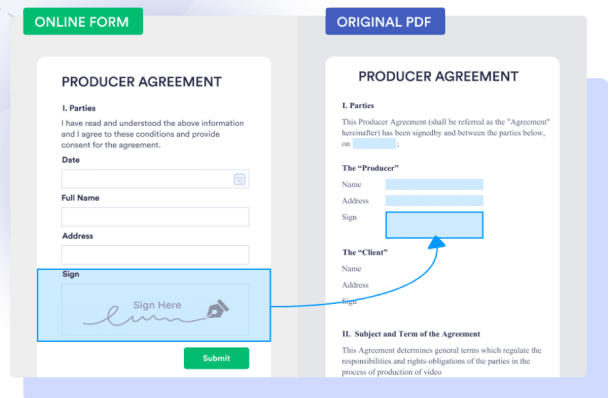 ONLINE FORM
PRODUCER AGREEMENT
I. Parties
I have read and understood the above information
and I agree to these conditions and provide
consent for the agreement.
Date
Full Name
Address
Sign
Sign Here
Submit
ORIGINAL PDF
PRODUCER AGREEMENT
I. Parties
This Producer Agreement (shall be referred as the "Agreement"
hereinafter) has been signedby and between the parties below,
on ;
The “Producer”
Name
Address
Sign
The “Client”
Name
Address
Sign
II. Subject and Term of the Agreement
This Agreement determines general terms which regulate the
responsibilities and rights-obligations of the parties in the
process of production of video